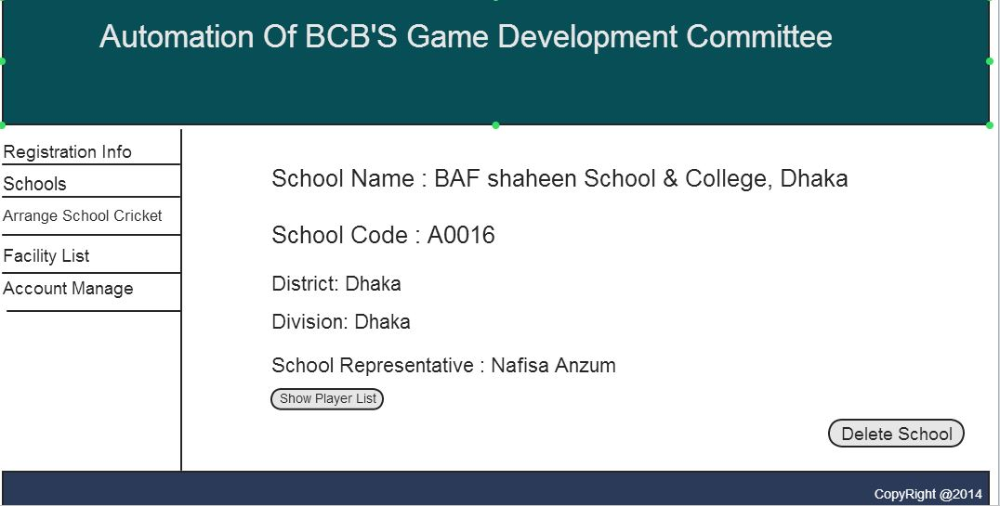 Automation Of BCB'S Game Development Committee
Registration Info
Schools
Arrange School Cricket
Facility List
Account Manage
School Name : BAF shaheen School & College, Dhaka
School Code : A0016
District: Dhaka
Division: Dhaka
School Representative : Nafisa Anzum
Show Player List
Delete School
CopyRight @2014